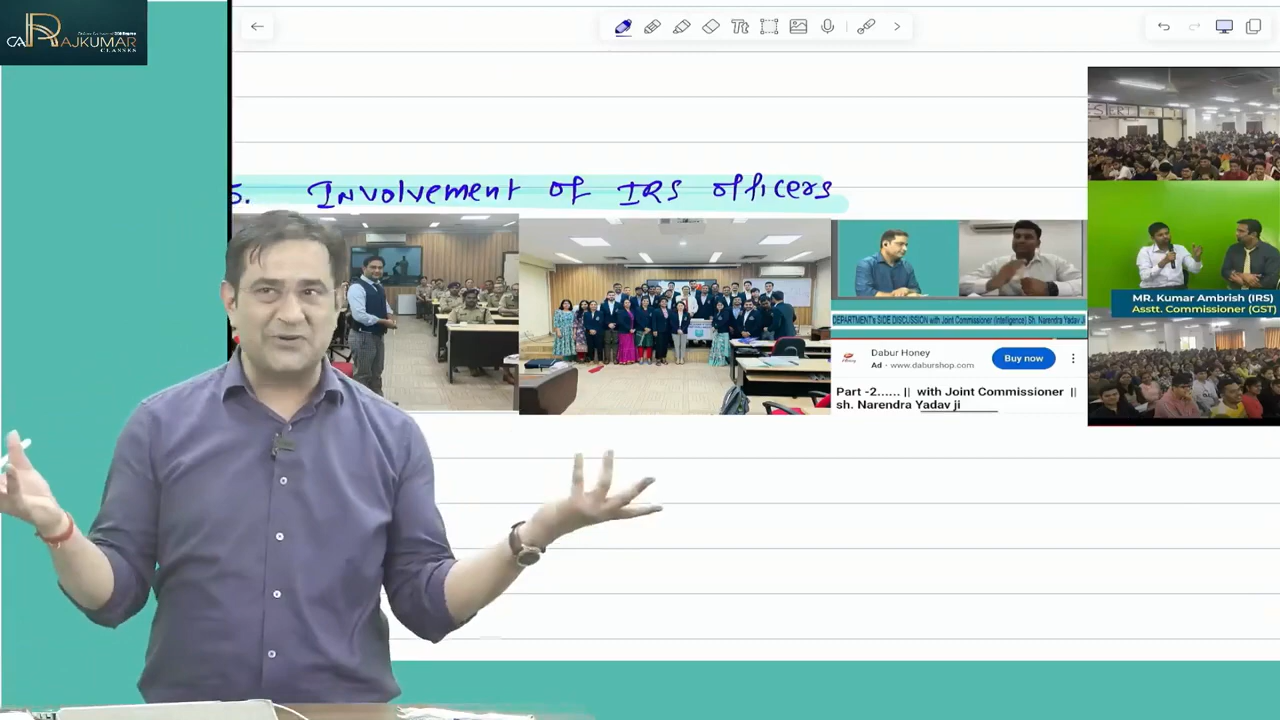 CA RAJKUMAR
CLASSES
Tt
5. Involvement of IRS officers
DEPARTMENT's SIDE DISCUSSION with Joint Commissioner (Intelligence) Sh. Narendra Yadav Ji
Dabur Honey
Ad · www.daburshop.com
Buy now
Part -2...... || with Joint Commissioner ||
sh. Narendra Yadav ji
MR. Kumar Ambrish (IRS)
Asstt. Commissioner (GST)